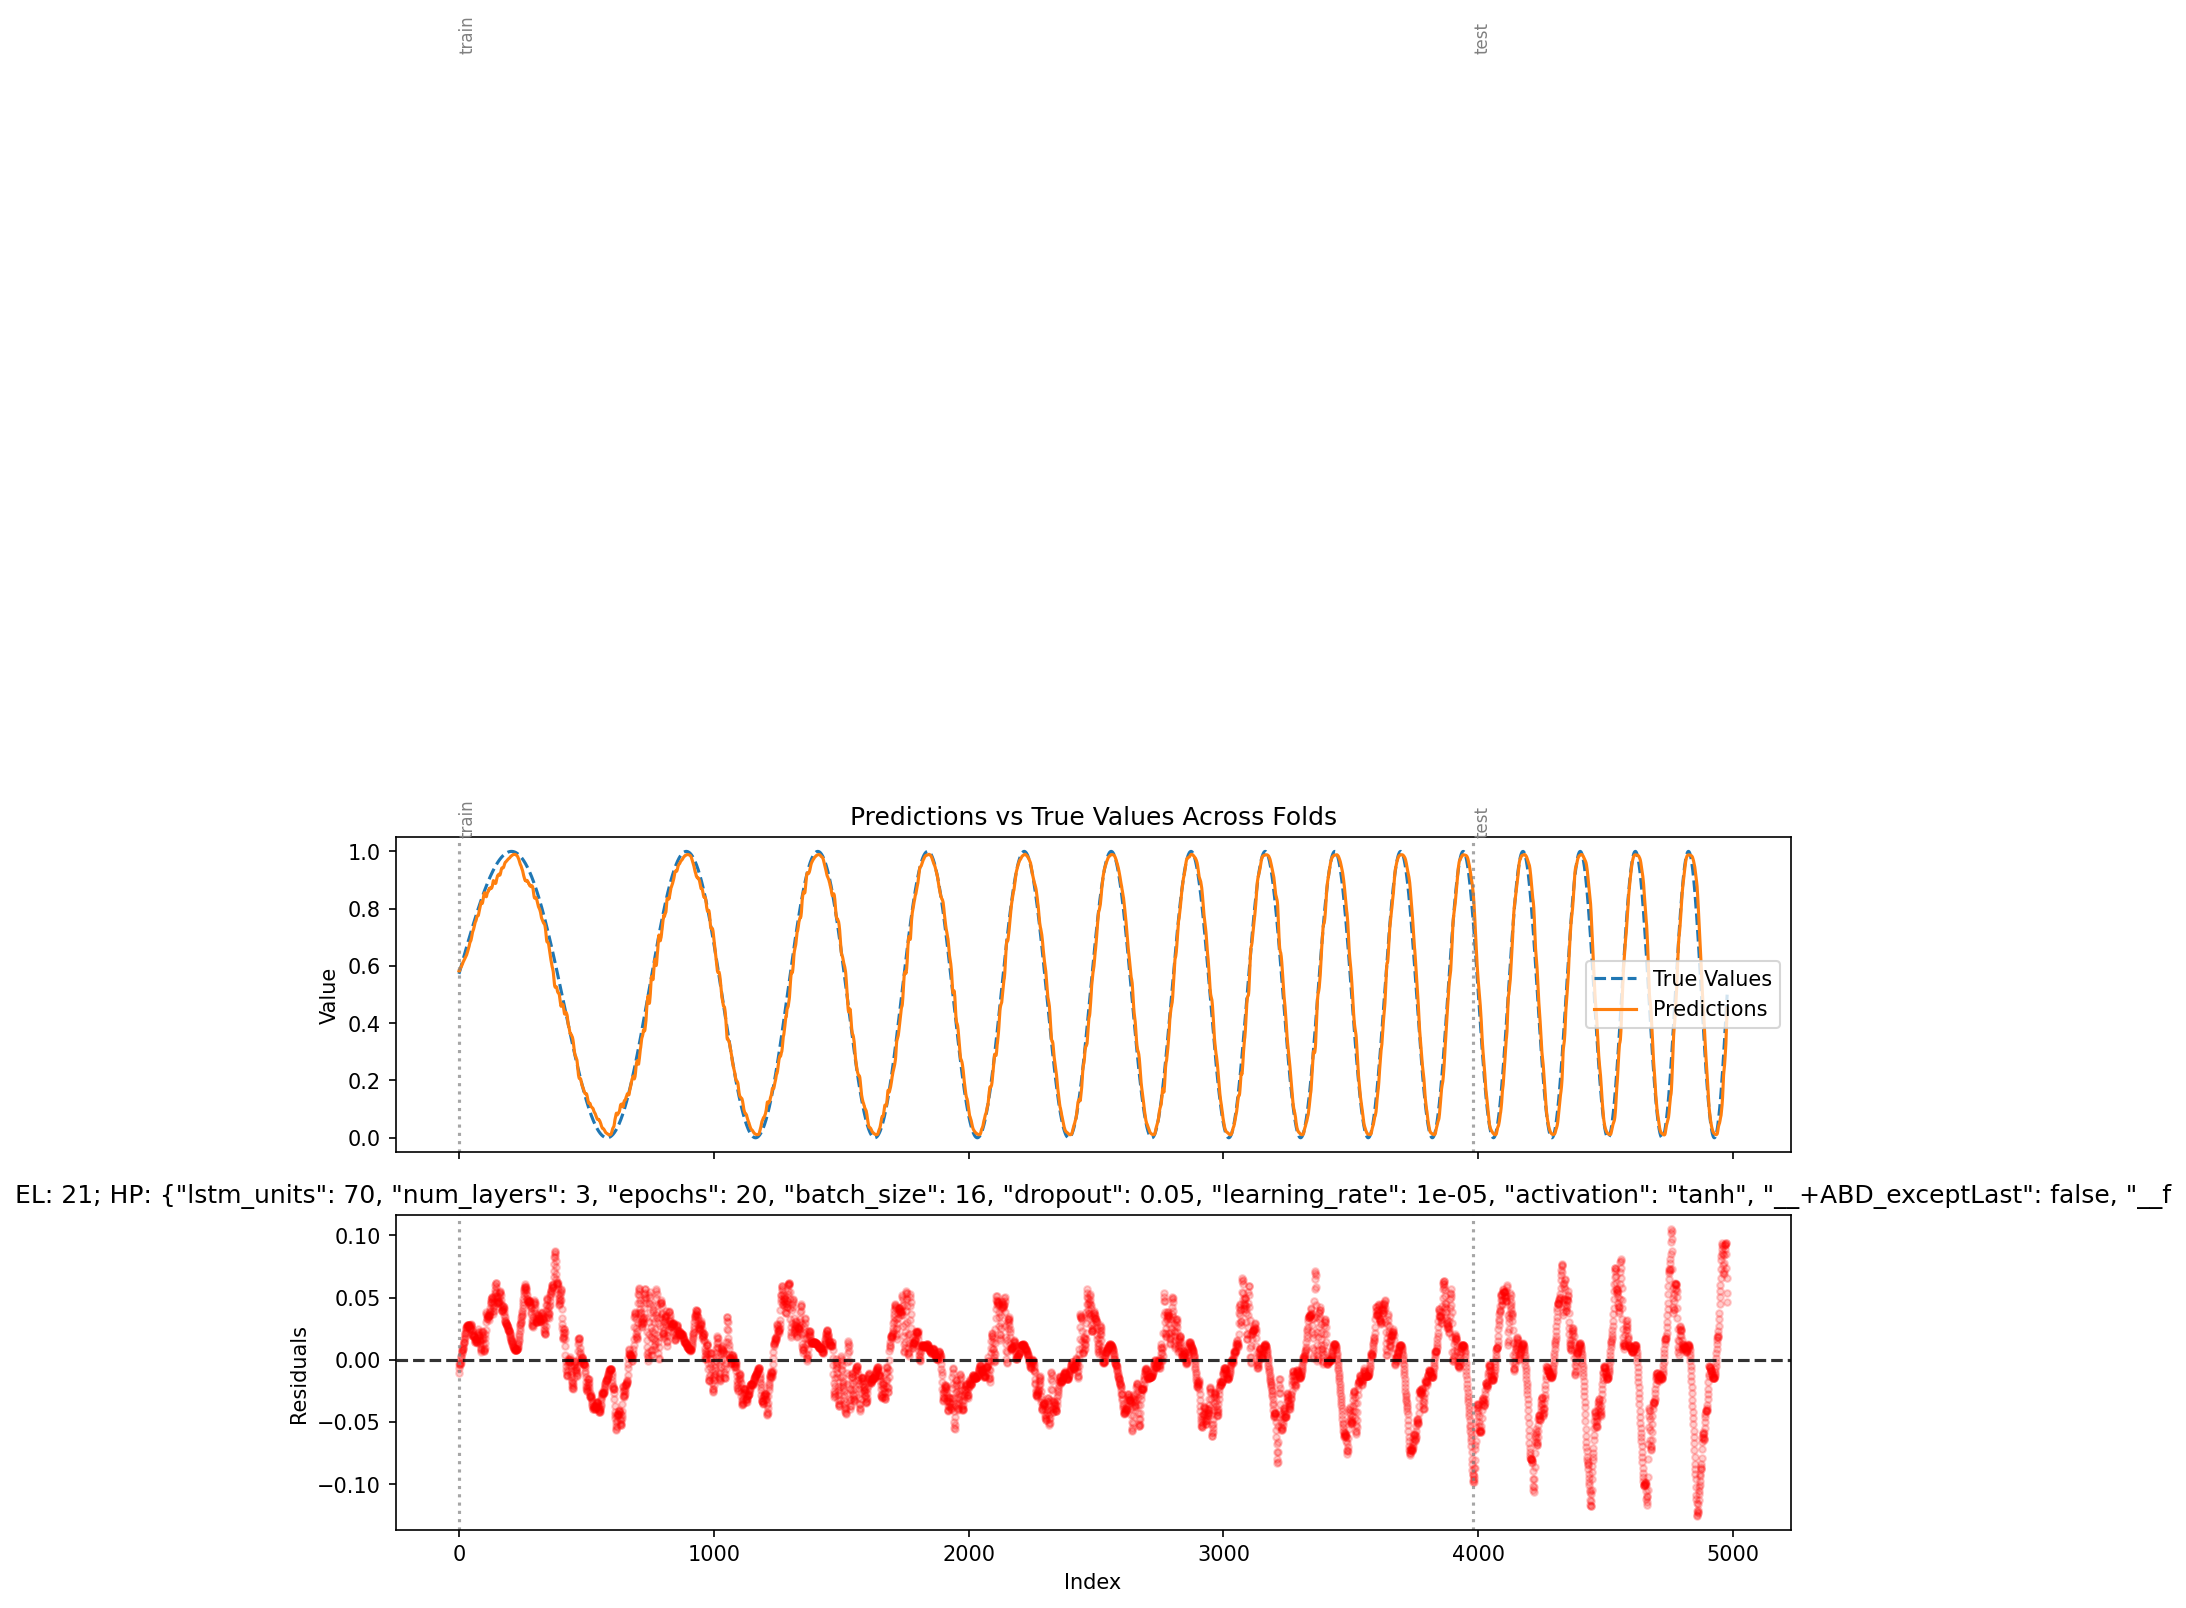 train
test
train
test
Predictions vs True Values Across Folds
1.0
0.8
0.6
0.4
0.2
0.0
Value
True Values
Predictions
EL: 21; HP: {"lstm_units": 70, "num_layers": 3, "epochs": 20, "batch_size": 16, "dropout": 0.05, "learning_rate": 1e-05, "activation": "tanh", "__+ABD_exceptLast": false, "__f
0.10
0.05
0.00
−0.05
−0.10
Residuals
0
1000
2000
3000
4000
5000
Index